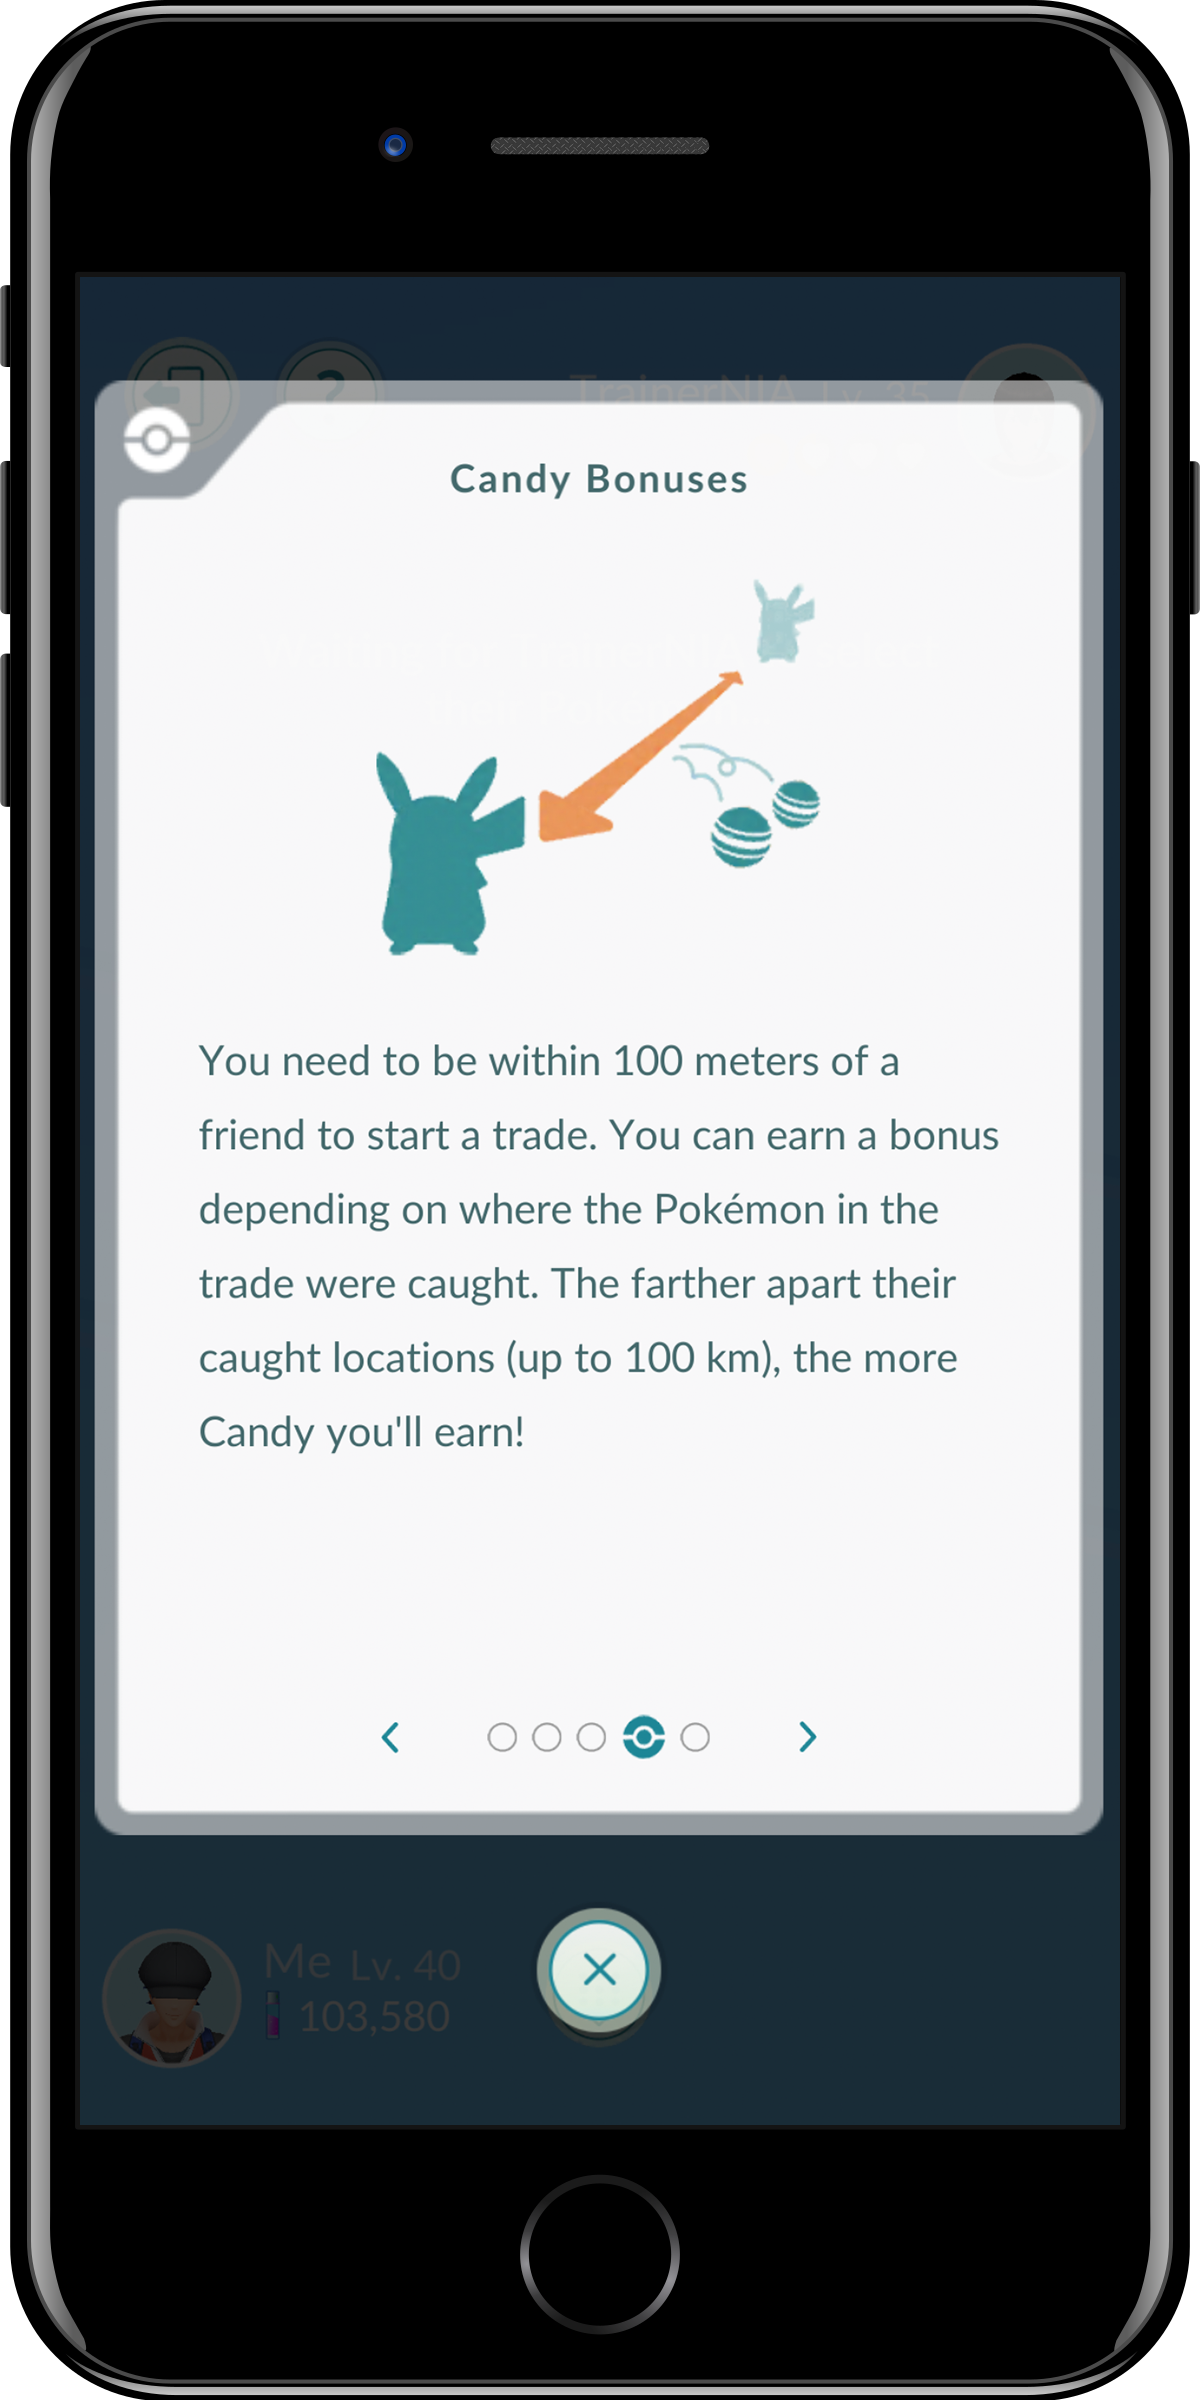 ?
TrainerNIA Lv. 35
Candy Bonuses
You need to be within 100 meters of a
friend to start a trade. You can earn a bonus
depending on where the Pokémon in the
trade were caught. The farther apart their
caught locations (up to 100 km), the more
Candy you'll earn!
Me Lv. 40
103,580